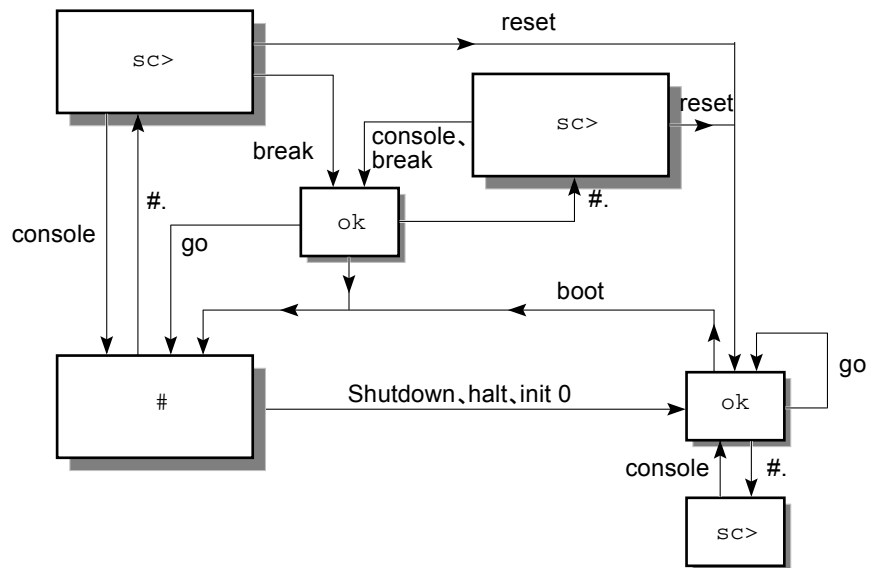 reset
sc>
reset
sc>
console、
break
break
#.
#.
ok
console
go
boot
go
#
Shutdown、halt、init 0
ok
console
#.
sc>